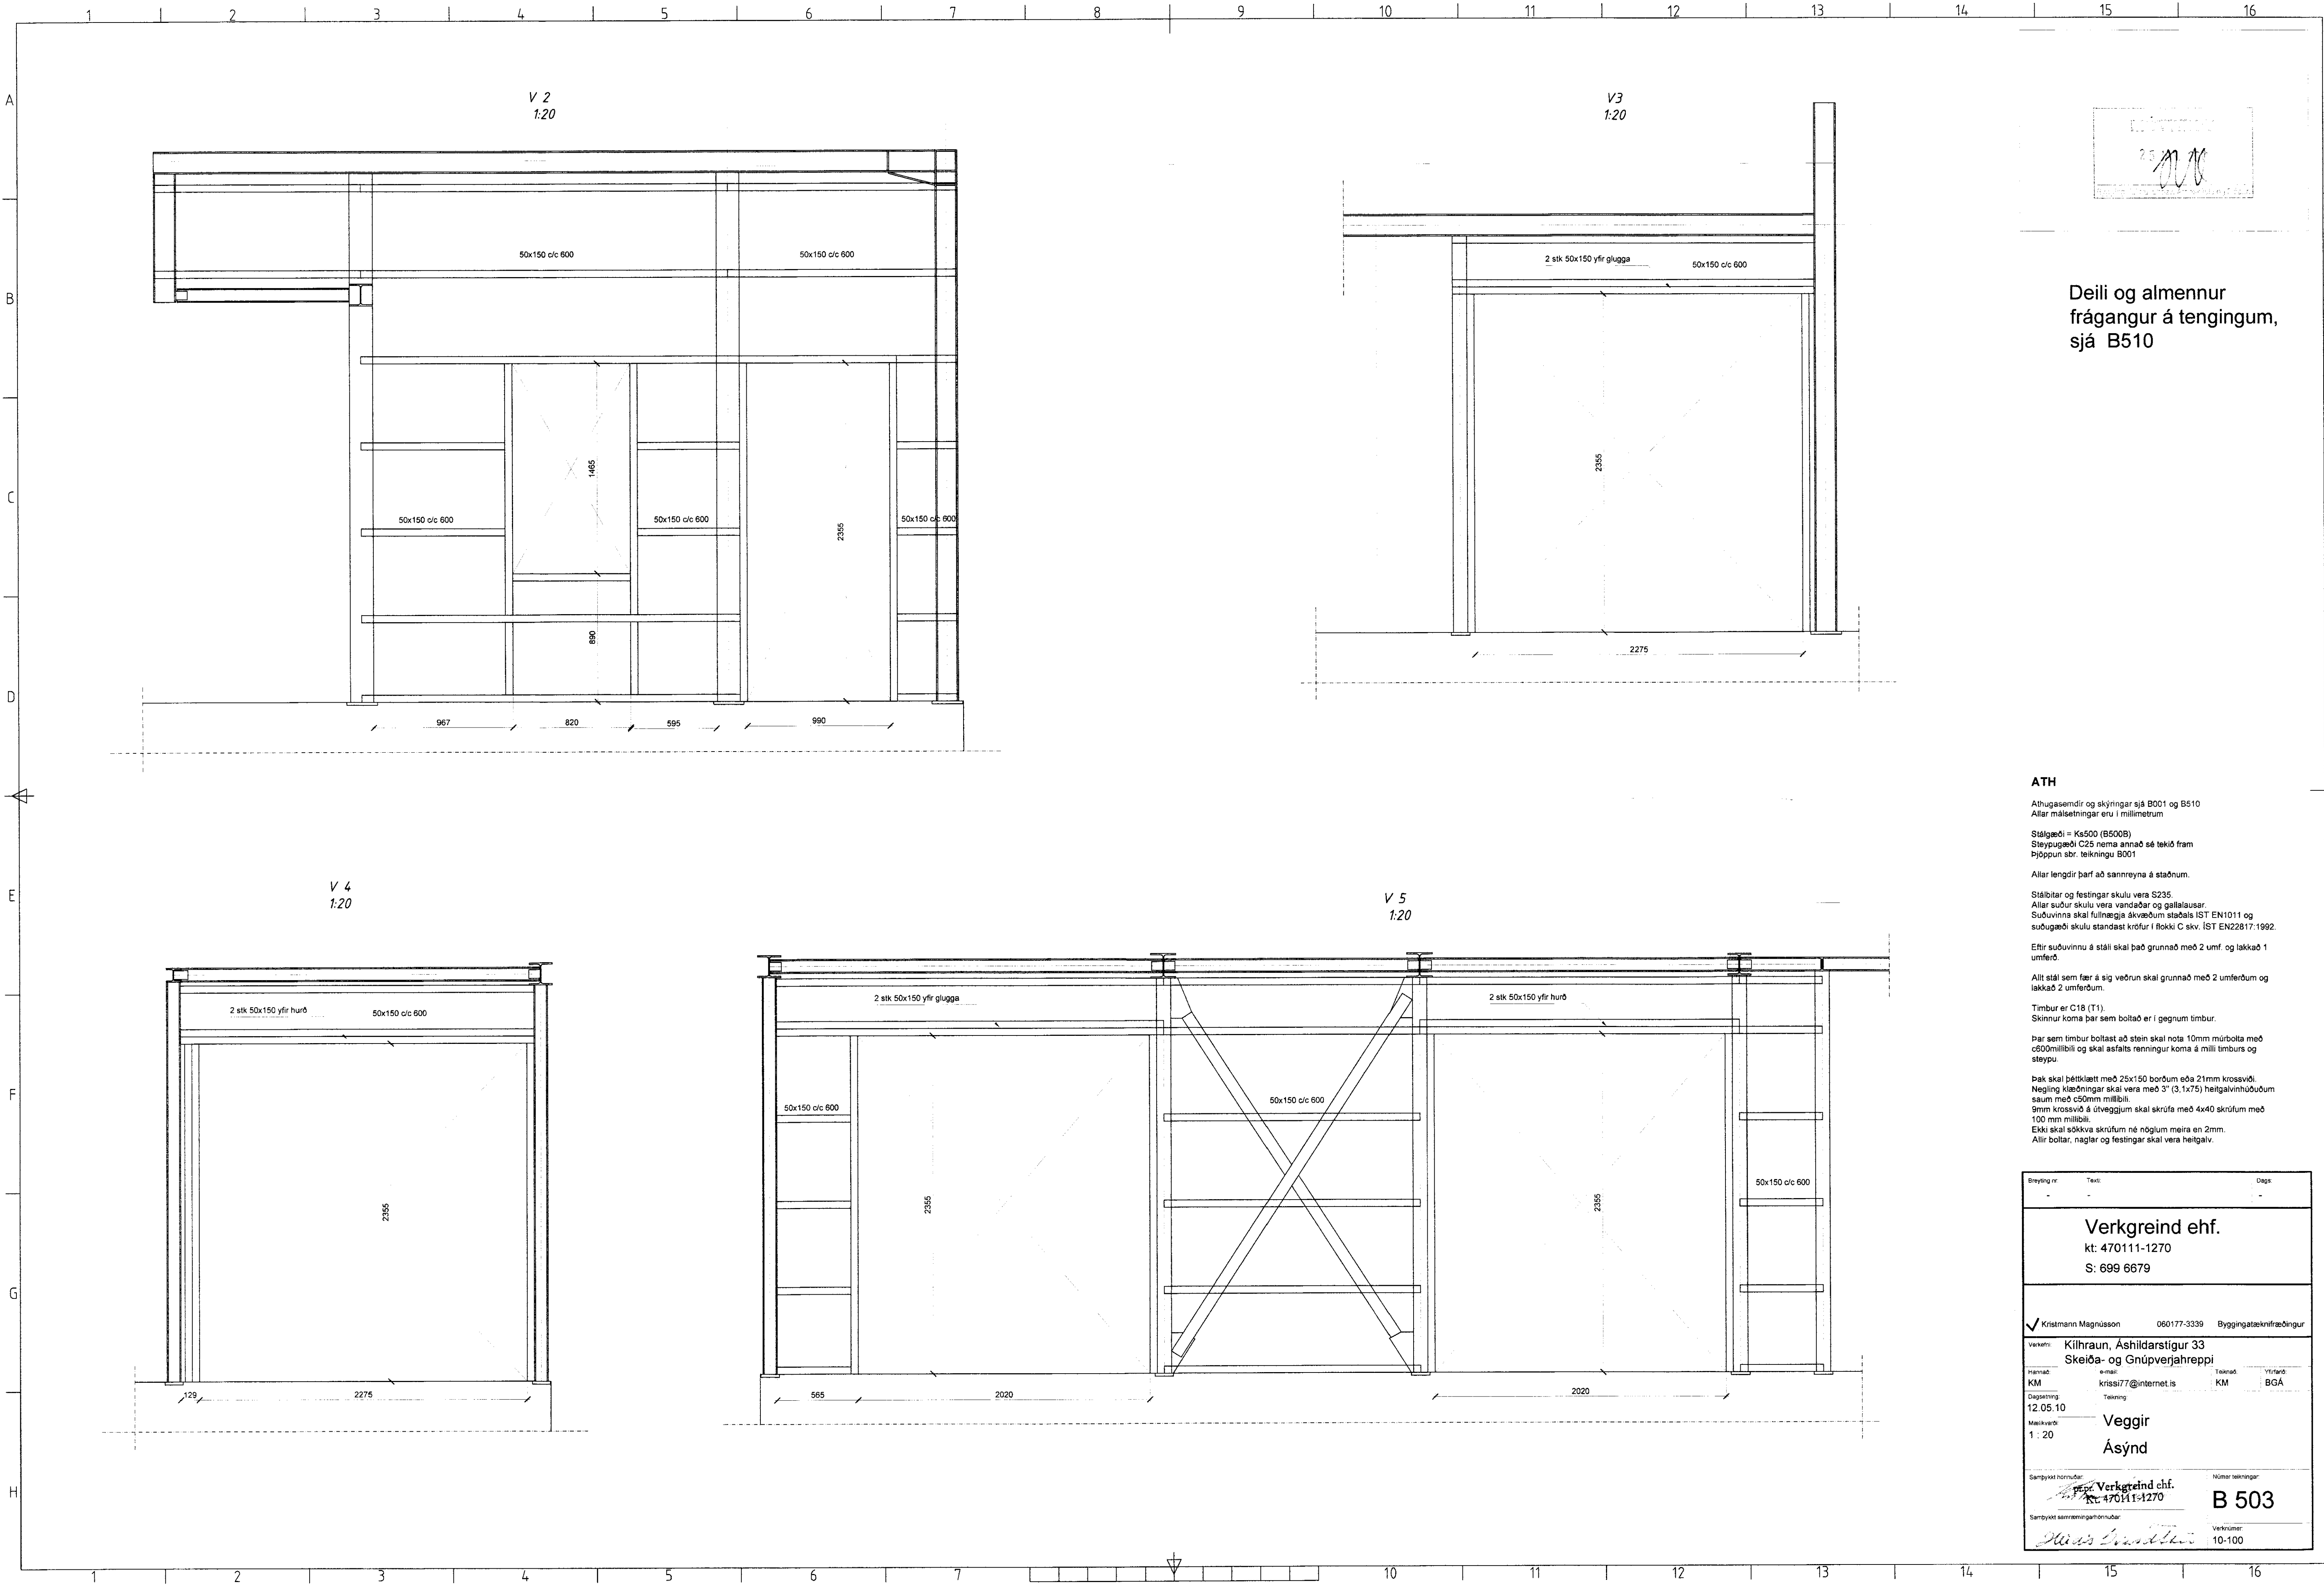 1 2 3 4 5 6 7 8 9 10 11 12 13 14 15 16
A
B
C
D
E
F
G
H
V 2
1:20
50x150 c/c 600
50x150 c/c 600
1465
50x150 c/c 600
50x150 c/c 600
50x150 c/c 600
2355
890
967
820
595
990
V3
1:20
2 stk 50x150 yfir glugga
50x150 c/c 600
2355
2275
Deili og almennur
frágangur á tengingum,
sjá B510
V 4
1:20
2 stk 50x150 yfir hurð
50x150 c/c 600
2355
129
2275
V 5
1:20
2 stk 50x150 yfir glugga
2 stk 50x150 yfir hurð
50x150 c/c 600
50x150 c/c 600
50x150 c/c 600
2355
2355
565
2020
2020
ATH
Athugasemdir og skýringar sjá B001 og B510
Allar málsetningar eru í millimetrum
Stálgæði = Ks500 (B500B)
Steypugæði C25 nema annað sé tekið fram
Þjöppun sbr. teikningu B001
Allar lengdir þarf að sannreyna á staðnum.
Stálbitar og festingar skulu vera S235.
Allar suður skulu vera vandaðar og gallalausar.
Suðuvinna skal fullnægja ákvæðum staðals IST EN1011 og
suðugæði skulu standast kröfur í flokki C skv. ÍST EN22817:1992.
Eftir suðuvinnu á stáli skal það grunnað með 2 umf. og lakkað 1
umferð.
Allt stál sem fær á sig veðrun skal grunnað með 2 umferðum og
lakkað 2 umferðum.
Timbur er C18 (T1).
Skinnur koma þar sem boltað er í gegnum timbur.
Þar sem timbur boltast að stein skal nota 10mm múrbolta með
c600millibili og skal asfalts renningur koma á milli timburs og
steypu.
Þak skal þéttklætt með 25x150 borðum eða 21mm krossviði.
Negling klæðningar skal vera með 3" (3,1x75) heitgalvinhúðuðum
saum með c50mm millibili.
9mm krossvið á útveggjum skal skrúfa með 4x40 skrúfum með
100 mm millibili.
Ekki skal sökkva skrúfum né nöglum meira en 2mm.
Allir boltar, naglar og festingar skal vera heitgalv.
Breyting nr: Texti: Dags:
- - -
Verkgreind ehf.
kt: 470111-1270
S: 699 6679
Kristmann Magnússon 060177-3339 Byggingatæknifræðingur
Verkefni: Kílhraun, Áshildarstígur 33
Skeiða- og Gnúpverjahreppi
Hannað: e-mail: Teiknað: Yfirfarið:
KM krissi77@internet.is KM BGÁ
Dagsetning: Teikning
12.05.10
Mælikvarði
1 : 20
Veggir
Ásýnd
Samþykkt hönnuðar: Númer teikningar:
pr.pr. Verkgreind ehf.
Kt. 470111-1270
B 503
Samþykkt samræmingarhönnuðar:
Verknúmer:
10-100
1 2 3 4 5 6 7 10 11 12 13 14 15 16